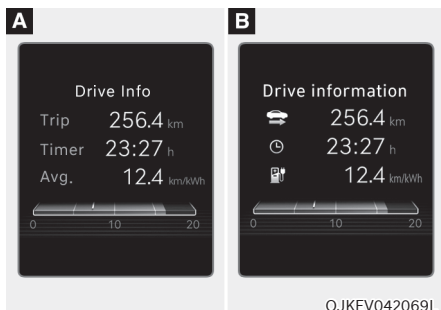 A
Drive Info
Trip 256.4 km
Timer 23:27 h
Avg. 12.4 km/kWh
0 10 20
B
Drive information
256.4 km
23:27 h
12.4 km/kWh
0 10 20
OJKEV042069L